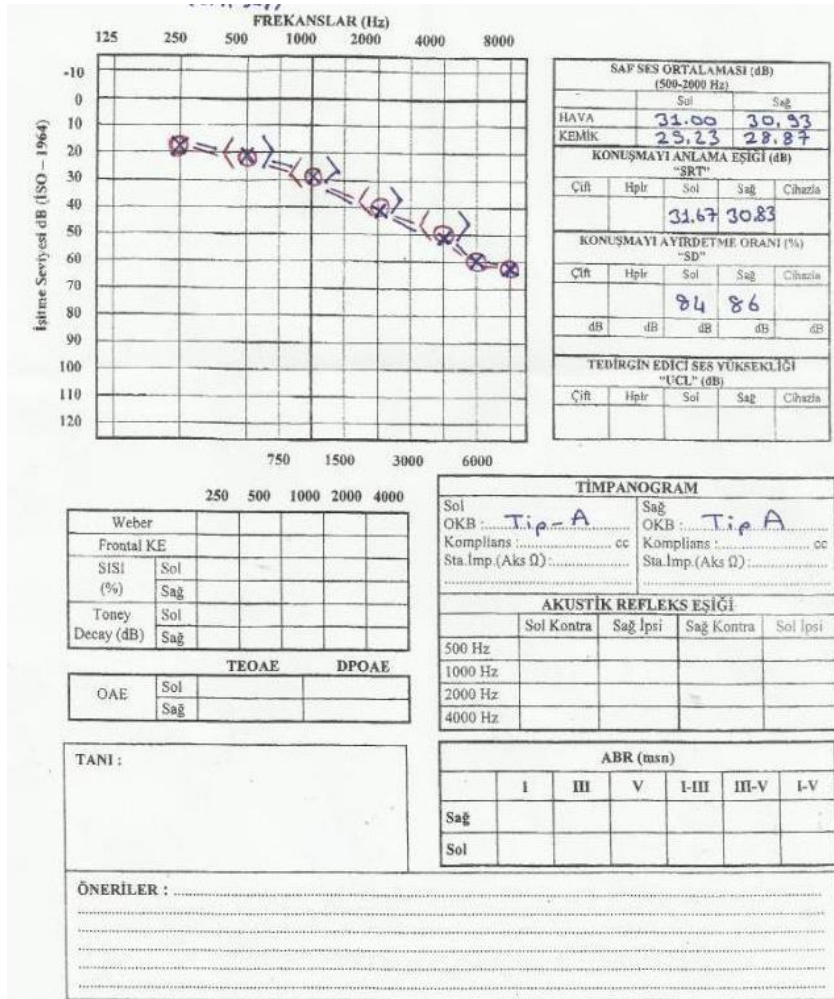 FREKANSLAR (Hz)
125 250 500 1000 2000 4000 8000
İşitme Seviyesi dB (İSO – 1964)
-10
0
10
20
30
40
50
60
70
80
90
100
110
120
750 1500 3000 6000
SAF SES ORTALAMASI (dB)
(500-2000 Hz)
Sol Sağ
HAVA 31.00 30,93
KEMİK 29,23 28.87
KONUŞMAYI ANLAMA EŞİĞİ (dB)
"SRT"
Çift Hplr Sol Sağ Cihazla
31.67 30.83
KONUŞMAYI AYIRDETME ORANI (%)
"SD"
Çift Hplr Sol Sağ Cihazla
84 86
dB dB dB dB dB
TEDİRGİN EDİCİ SES YÜKSEKLİĞİ
"UCL" (dB)
Çift Hplr Sol Sağ Cihazla
250 500 1000 2000 4000
Weber
Frontal KE
SISI (%) Sol
Sağ
Toney Decay (dB) Sol
Sağ
TEOAE DPOAE
OAE Sol
Sağ
TİMPANOGRAM
Sol Sağ
OKB : Tip-A OKB : Tip A
Komplians : cc Komplians : cc
Sta.İmp.(Aks Ω): Sta.İmp.(Aks Ω):
AKUSTİK REFLEKS EŞİĞİ
Sol Kontra Sağ İpsi Sağ Kontra Sol İpsi
500 Hz
1000 Hz
2000 Hz
4000 Hz
TANI :
ABR (msn)
I III V I-III III-V I-V
Sağ
Sol
ÖNERİLER :